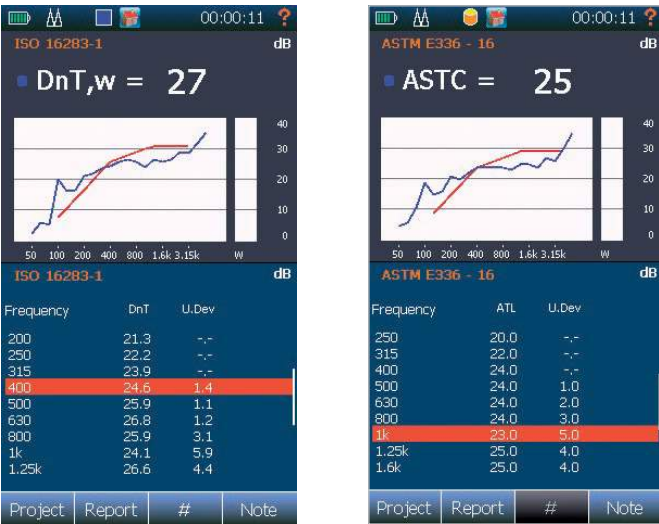 00:00:11 ?
ISO 16283-1 dB
DnT,w = 27
40
30
20
10
0
50 100 200 400 800 1.6k 3.15k W
ISO 16283-1 dB
Frequency DnT U.Dev
200 21.3 -.-
250 22.2 -.-
315 23.9 -.-
400 24.6 1.4
500 25.9 1.1
630 26.8 1.2
800 25.9 3.1
1k 24.1 5.9
1.25k 26.6 4.4
Project Report # Note
00:00:11 ?
ASTM E336 - 16 dB
ASTC = 25
40
30
20
10
0
50 100 200 400 800 1.6k 3.15k W
ASTM E336 - 16 dB
Frequency ATL U.Dev
250 20.0 -.-
315 22.0 -.-
400 24.0 -.-
500 24.0 1.0
630 24.0 2.0
800 24.0 3.0
1k 23.0 5.0
1.25k 25.0 4.0
1.6k 25.0 4.0
Project Report # Note